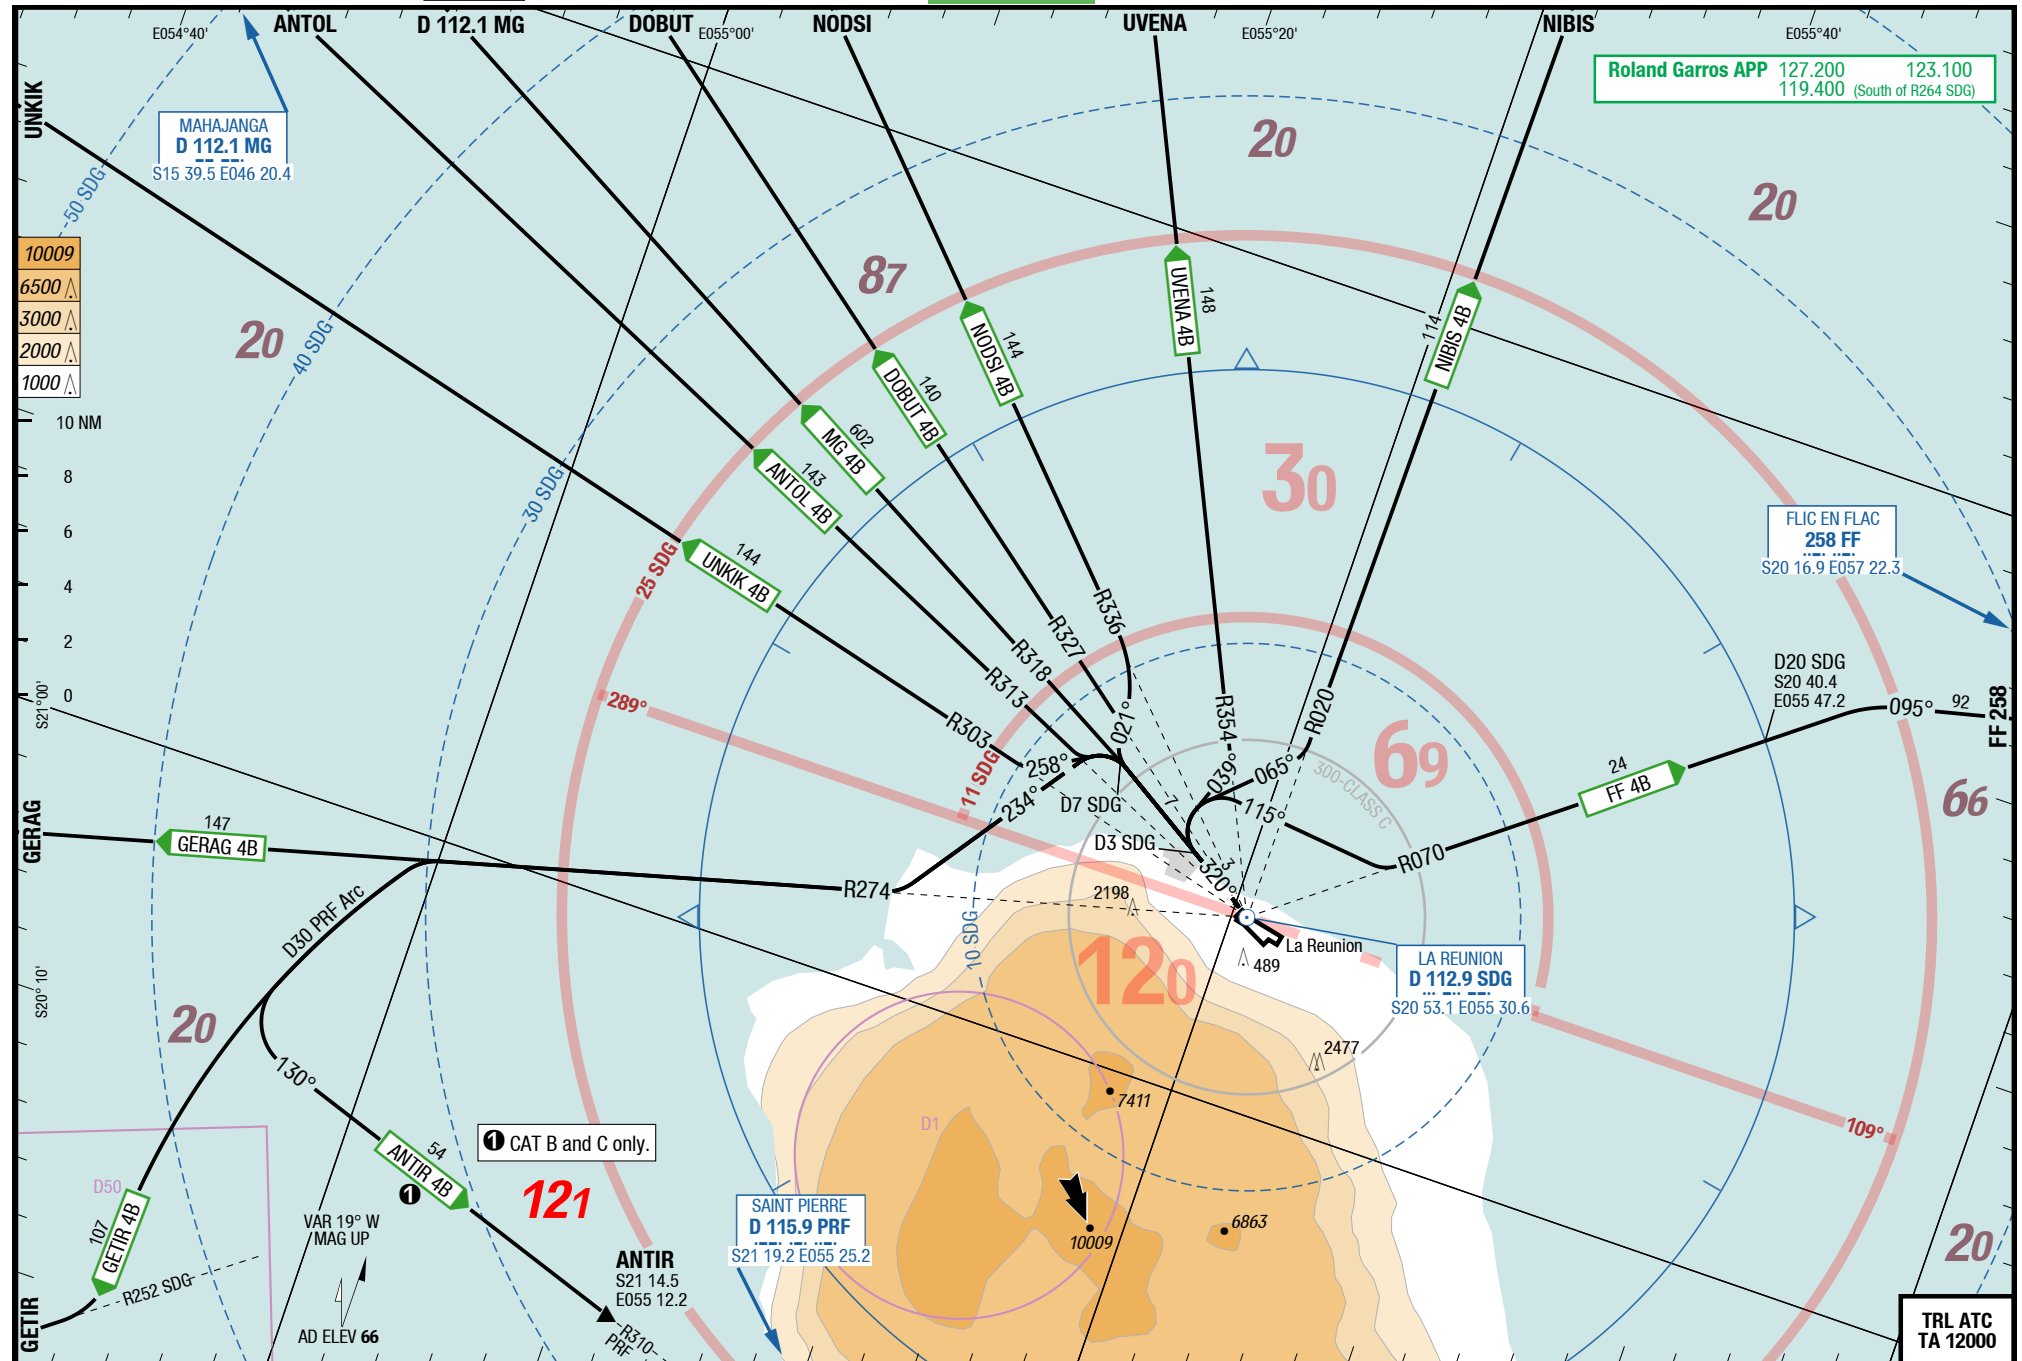 ANTOL
D 112.1 MG
DOBUT
NODSI
UVENA
NIBIS
E054°40'
E055°00'
E055°20'
E055°40'
Roland Garros APP 127.200 123.100
119.400 (South of R264 SDG)
UNKIK
MAHAJANGA
D 112.1 MG
S15 39.5 E046 20.4
50 SDG
40 SDG
30 SDG
25 SDG
11 SDG
10 SDG
20
20
20
87
20
30
69
66
120
121
20
20
10009
6500
3000
2000
1000
10 NM
8
6
4
2
0
S21°00'
S20°10'
UVENA 4B
148
NIBIS 4B
114
NODSI 4B
144
DOBUT 4B
140
MG 4B
602
ANTOL 4B
143
UNKIK 4B
144
FLIC EN FLAC
258 FF
S20 16.9 E057 22.3
D20 SDG
S20 40.4
E055 47.2
095°
92
FF 258
24
FF 4B
R336
R327
R318
R313
R303
R354
R020
R070
R274
021°
039°
065°
115°
258°
234°
320°
289°
109°
300-CLASS C
D7 SDG
D3 SDG
7
3
GERAG
147
GERAG 4B
D30 PRF Arc
2198
489
La Reunion
LA REUNION
D 112.9 SDG
S20 53.1 E055 30.6
2477
7411
D1
10009
6863
130°
54
ANTIR 4B
1
1 CAT B and C only.
D50
107
GETIR 4B
R252 SDG
GETIR
VAR 19° W
MAG UP
AD ELEV 66
ANTIR
S21 14.5
E055 12.2
R310
PRF
SAINT PIERRE
D 115.9 PRF
S21 19.2 E055 25.2
TRL ATC
TA 12000